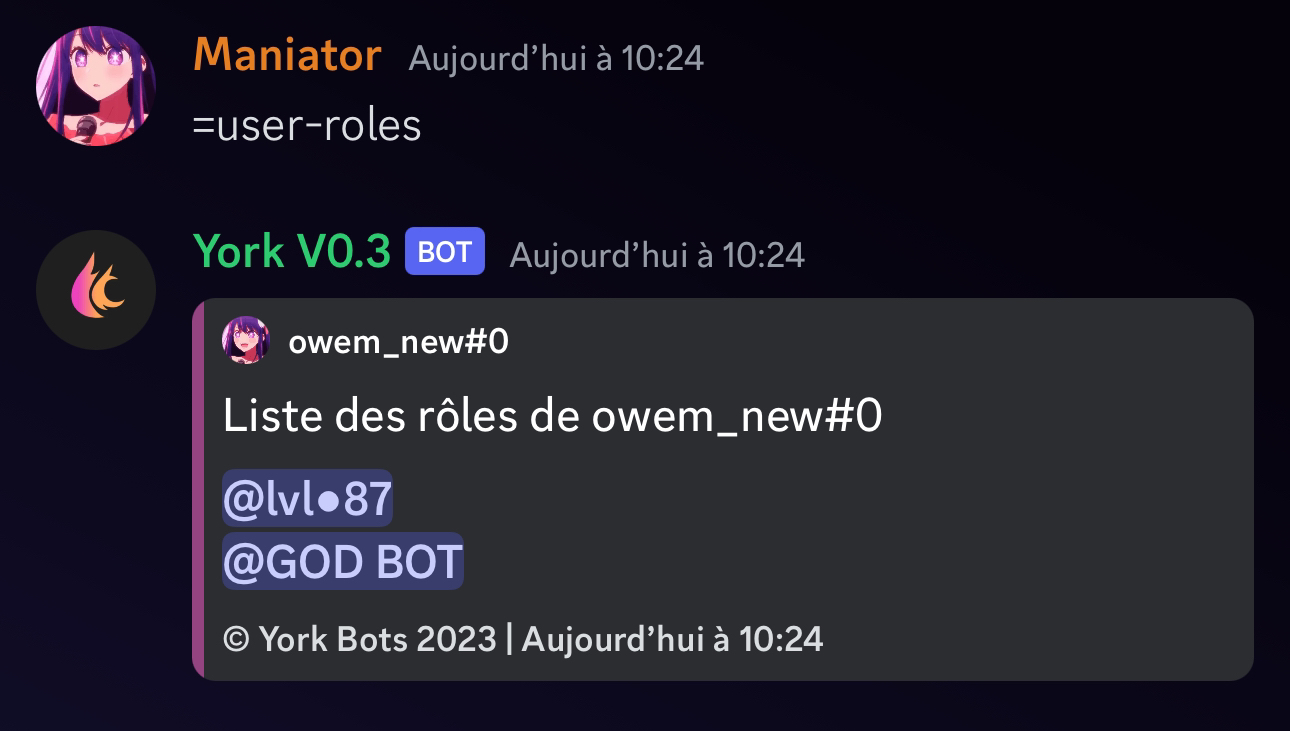 Maniator Aujourd’hui à 10:24
=user-roles
York V0.3 BOT Aujourd’hui à 10:24
owem_new#0
Liste des rôles de owem_new#0
@lvl●87
@GOD BOT
© York Bots 2023 | Aujourd’hui à 10:24